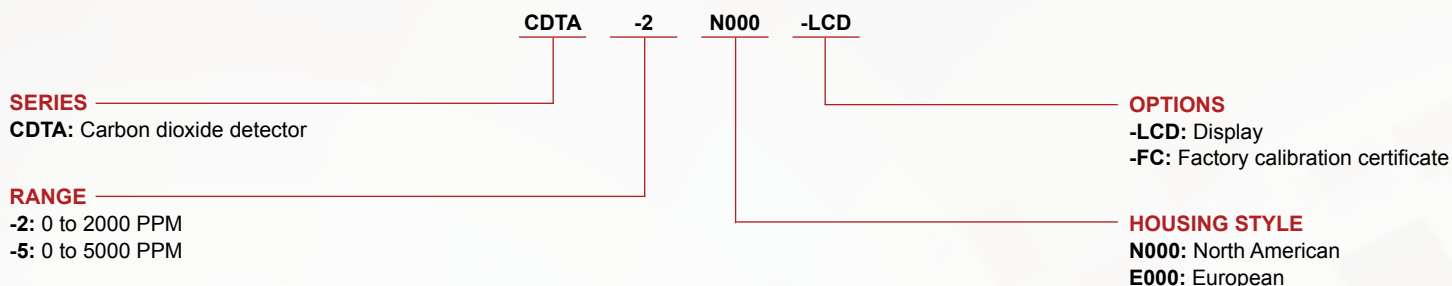 CDTA -2 N000 -LCD
SERIES
CDTA: Carbon dioxide detector
RANGE
-2: 0 to 2000 PPM
-5: 0 to 5000 PPM
OPTIONS
-LCD: Display
-FC: Factory calibration certificate
HOUSING STYLE
N000: North American
E000: European